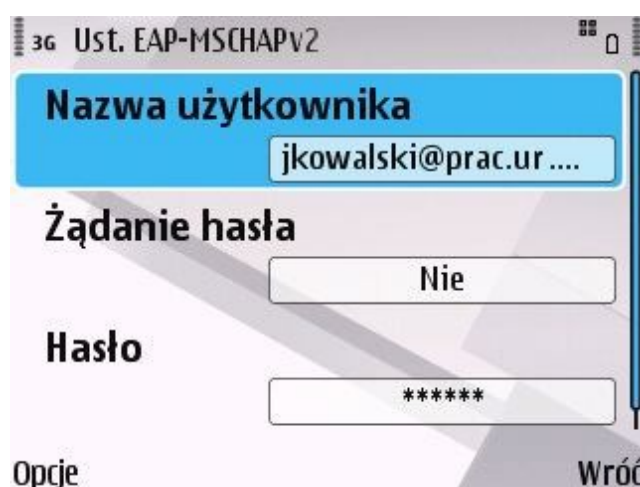 3G Ust. EAP-MSCHAPv2
Nazwa użytkownika
jkowalski@prac.ur....
Żądanie hasła
Nie
Hasło
******
Opcje Wróć